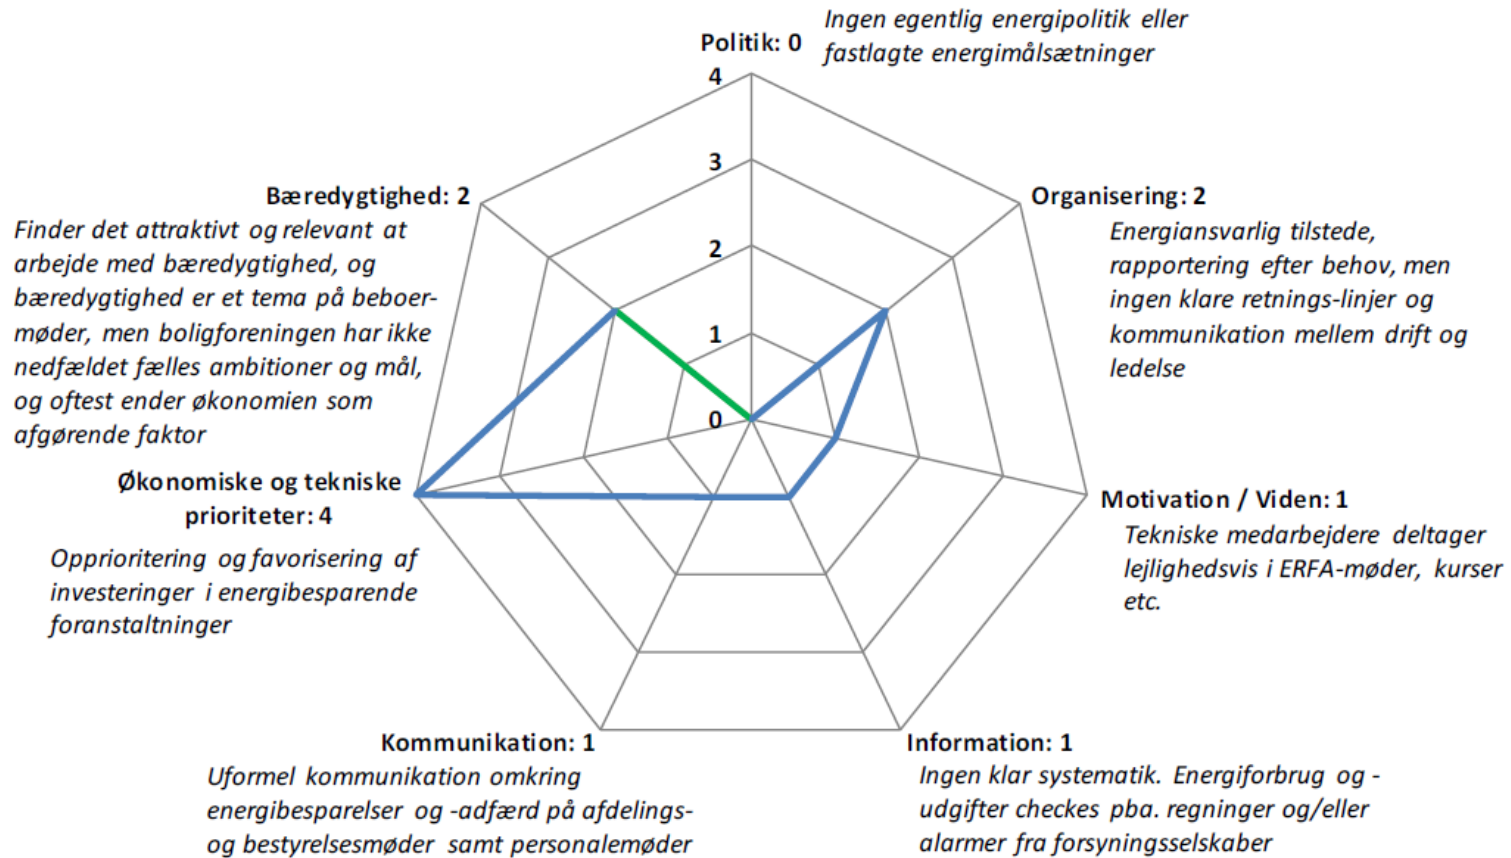 Politik: 0
Ingen egentlig energipolitik eller
fastlagte energimålsætninger
4
3
2
1
0
Organisering: 2
Energiansvarlig tilstede,
rapportering efter behov, men
ingen klare retnings-linjer og
kommunikation mellem drift og
ledelse
Motivation / Viden: 1
Tekniske medarbejdere deltager
lejlighedsvis i ERFA-møder, kurser
etc.
Information: 1
Ingen klar systematik. Energiforbrug og -
udgifter checkes pba. regninger og/eller
alarmer fra forsyningsselskaber
Kommunikation: 1
Uformel kommunikation omkring
energibesparelser og -adfærd på afdelings-
og bestyrelsesmøder samt personalemøder
Økonomiske og tekniske
prioriteter: 4
Opprioritering og favorisering af
investeringer i energibesparende
foranstaltninger
Bæredygtighed: 2
Finder det attraktivt og relevant at
arbejde med bæredygtighed, og
bæredygtighed er et tema på beboer-
møder, men boligforeningen har ikke
nedfældet fælles ambitioner og mål,
og oftest ender økonomien som
afgørende faktor